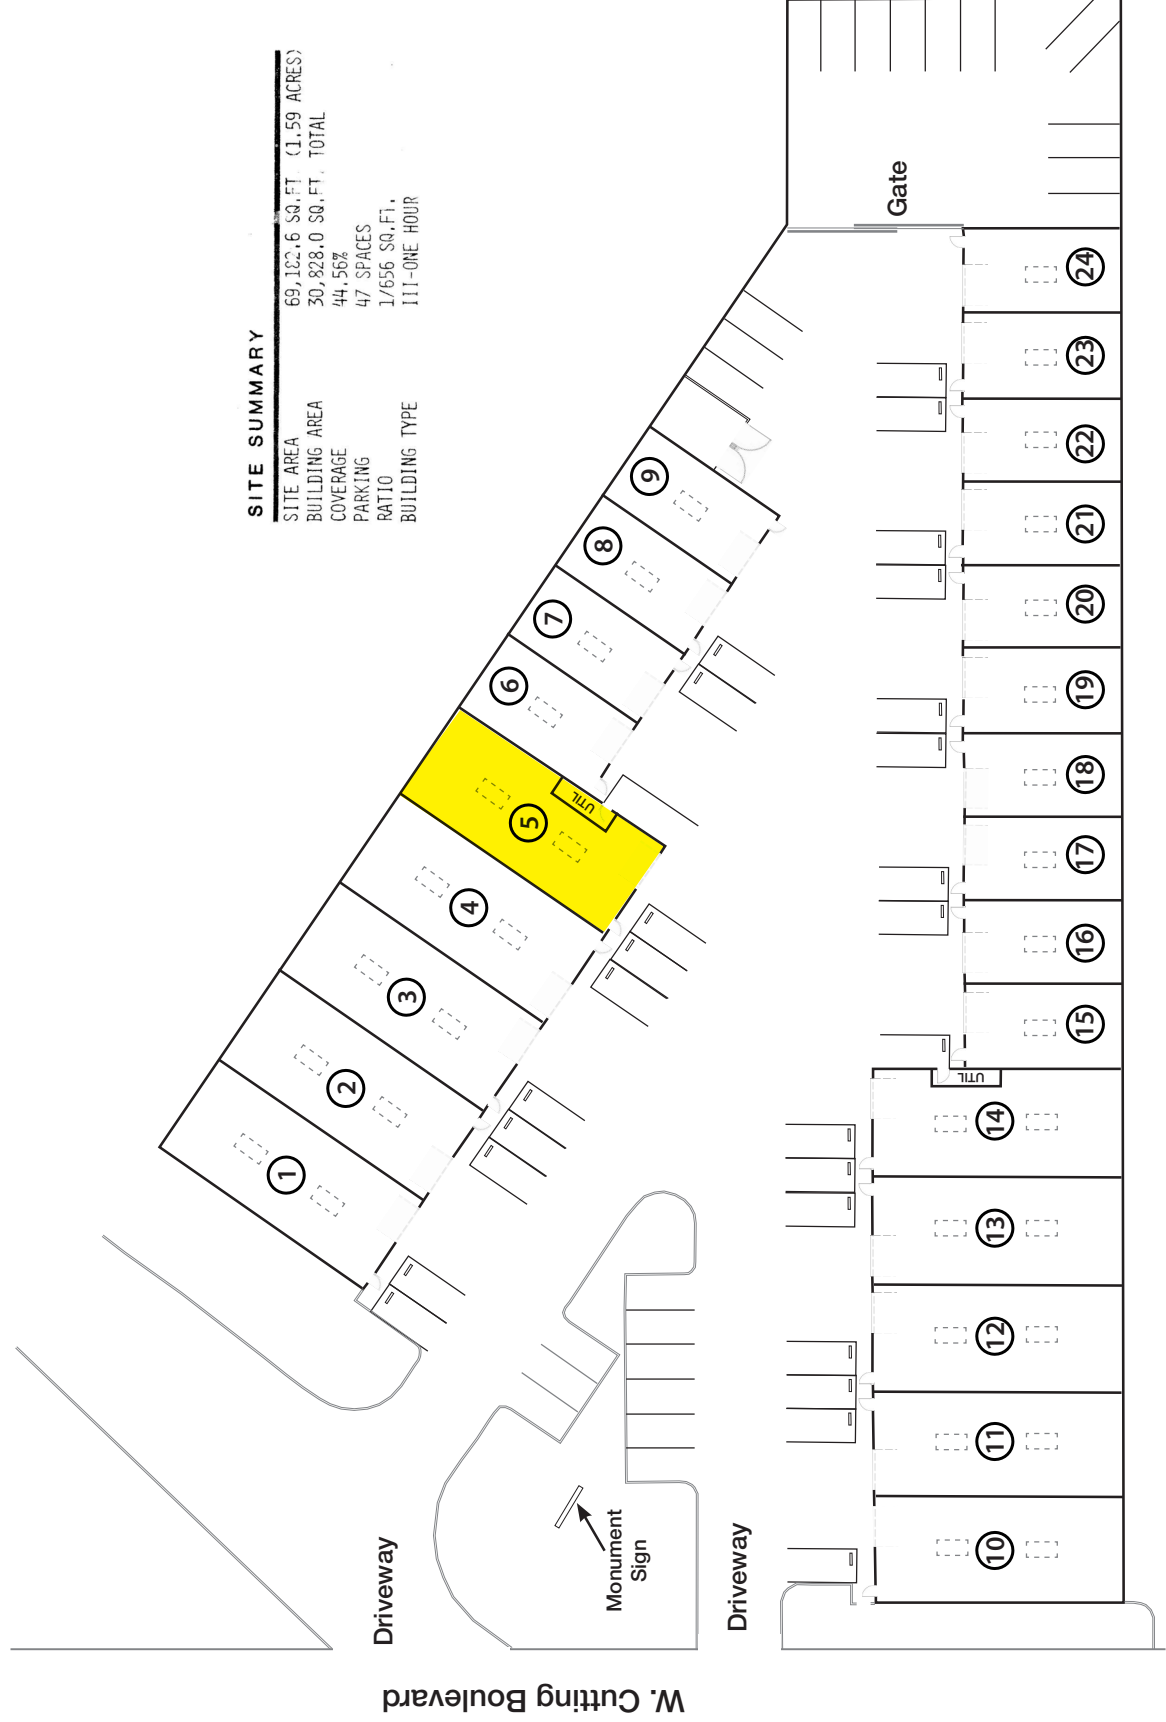 SITE SUMMARY
SITE AREA 69,182.6 SQ.FT. (1.59 ACRES)
BUILDING AREA 30,828.0 SQ.FT. TOTAL
COVERAGE 44.56%
PARKING 47 SPACES
RATIO 1/656 SQ.FT.
BUILDING TYPE III-ONE HOUR
1
2
3
4
5
UTIL
6
7
8
9
Gate
Driveway
Monument
Sign
Driveway
W. Cutting Boulevard
10
11
12
13
14
UTIL
15
16
17
18
19
20
21
22
23
24